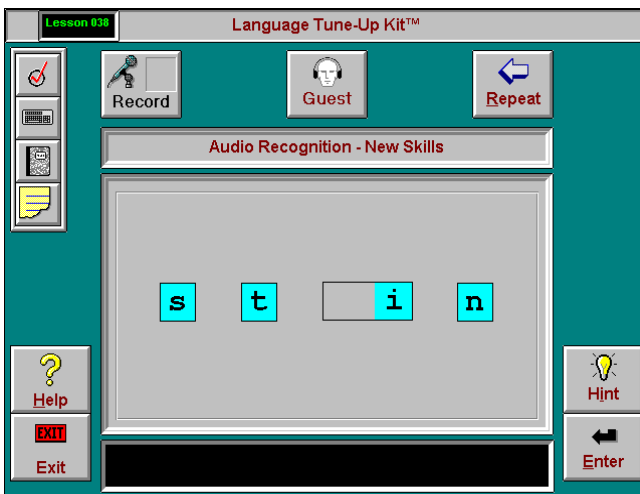 Lesson 038
Language Tune-Up Kit™
Record
Guest
Repeat
Audio Recognition - New Skills
s t i n
Help
Hint
EXIT
Exit
Enter